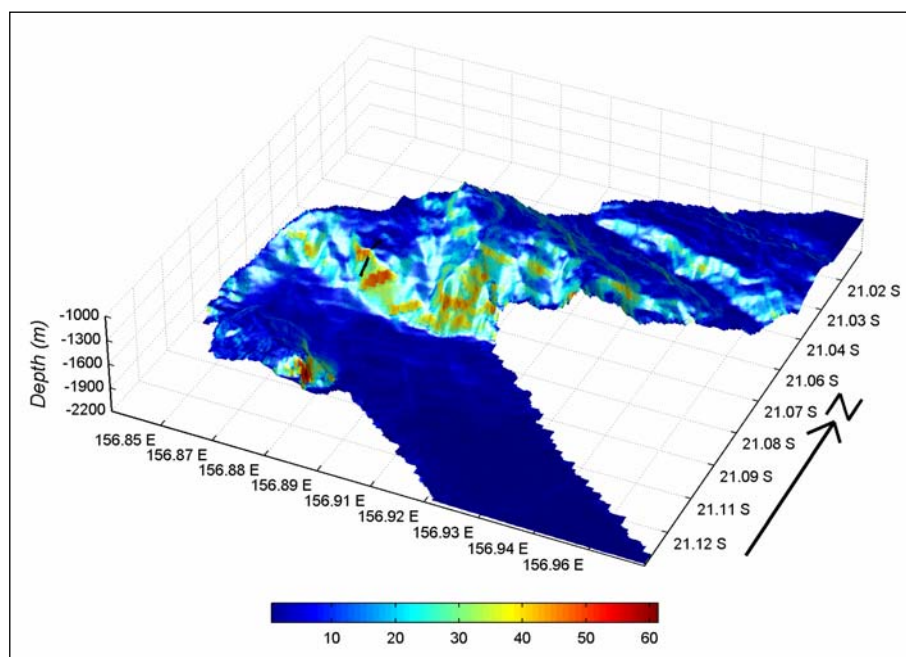 -1000
-1300
-1600
-1900
-2200
Depth (m)
156.85 E
156.87 E
156.88 E
156.89 E
156.91 E
156.92 E
156.93 E
156.94 E
156.96 E
21.02 S
21.03 S
21.04 S
21.06 S
21.07 S
21.08 S
21.09 S
21.11 S
21.12 S
N
10
20
30
40
50
60